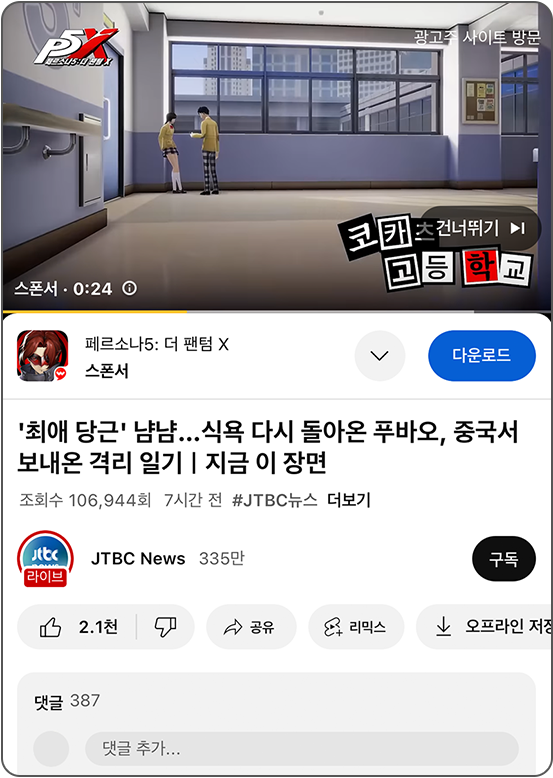 P5X
페르소나5: 더 팬텀 X
광고주 사이트 방문
코카츠
건너뛰기
고등학교
스폰서 · 0:24
페르소나5: 더 팬텀 X
스폰서
다운로드
'최애 당근' 냠냠...식욕 다시 돌아온 푸바오, 중국서
보내온 격리 일기ㅣ지금 이 장면
조회수 106,944회 7시간 전 #JTBC뉴스 더보기
jtbc
라이브
JTBC News 335만
구독
2.1천
공유
리믹스
오프라인 저장
댓글 387
댓글 추가...